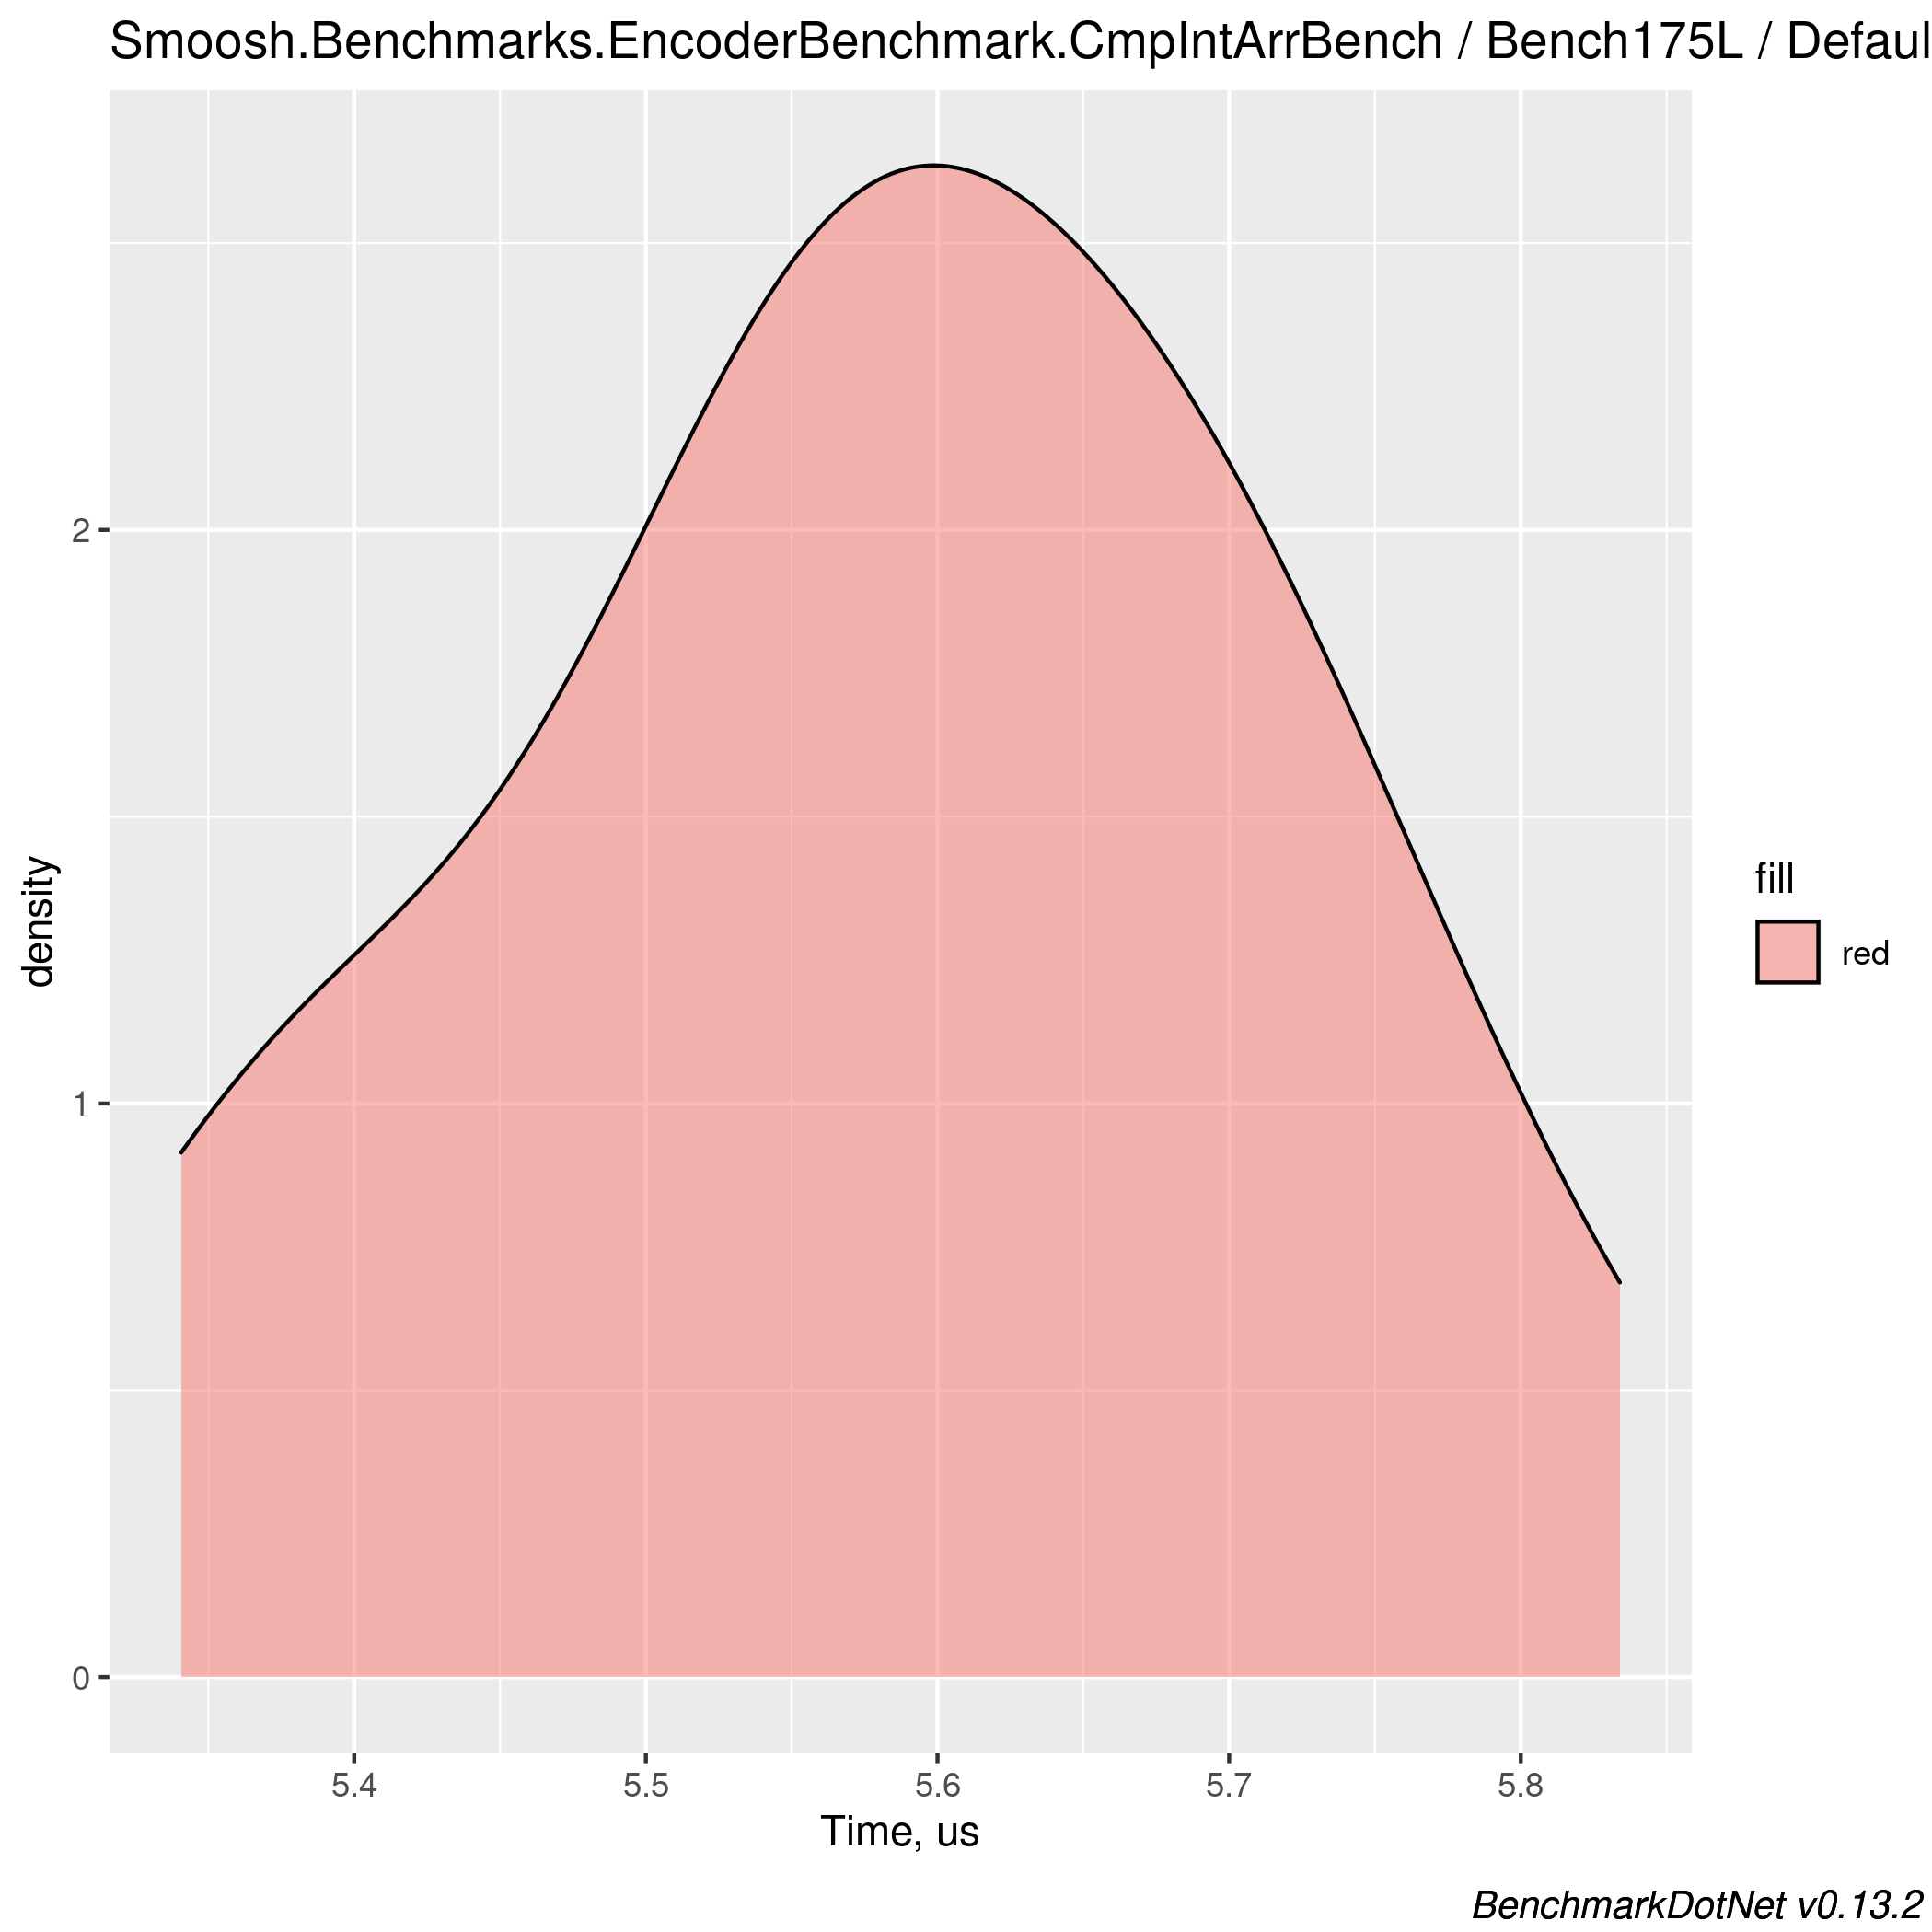 Smoosh.Benchmarks.EncoderBenchmark.CmpIntArrBench / Bench175L / Defaul
density
2
1
0
5.4 5.5 5.6 5.7 5.8
Time, us
fill
red
BenchmarkDotNet v0.13.2